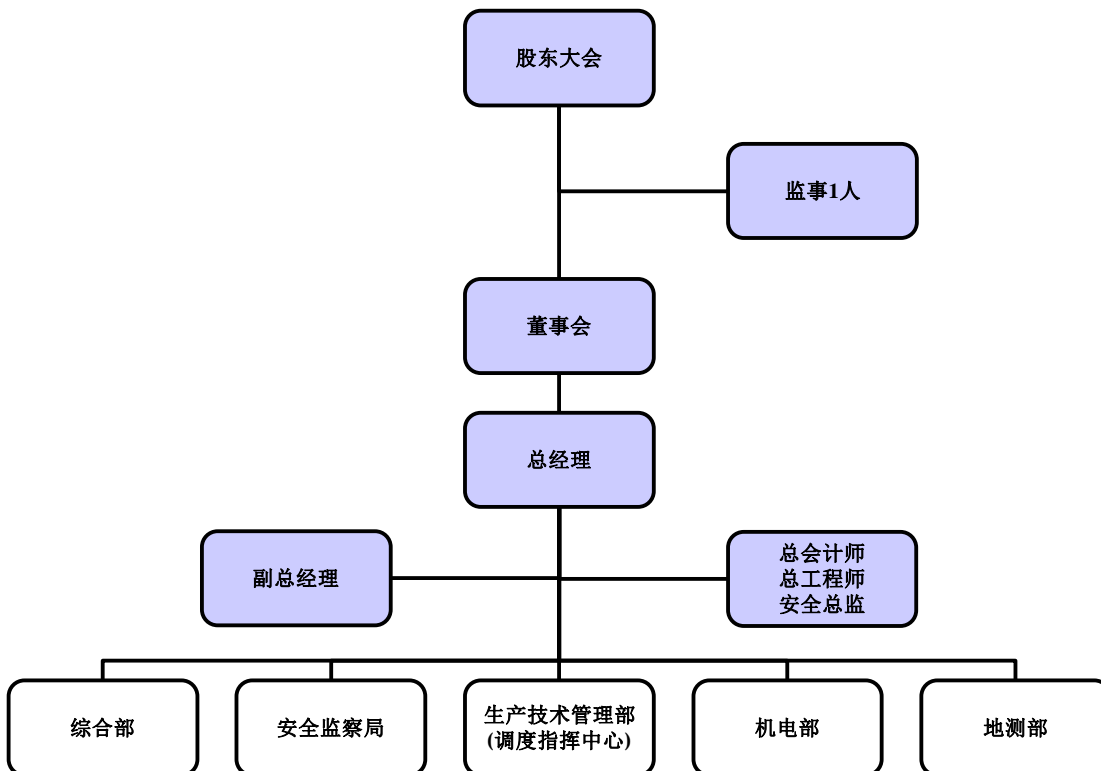 股东大会
监事1人
董事会
总经理
副总经理
总会计师
总工程师
安全总监
综合部
安全监察局
生产技术管理部
(调度指挥中心)
机电部
地测部